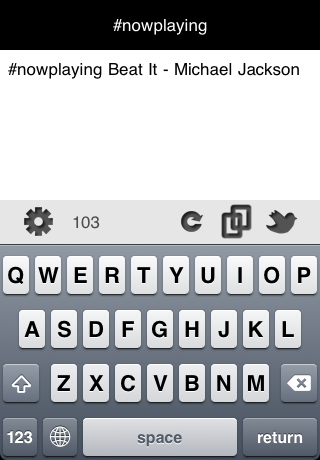 #nowplaying
#nowplaying Beat It - Michael Jackson
103
Q W E R T Y U I O P
A S D F G H J K L
Z X C V B N M
123 space return